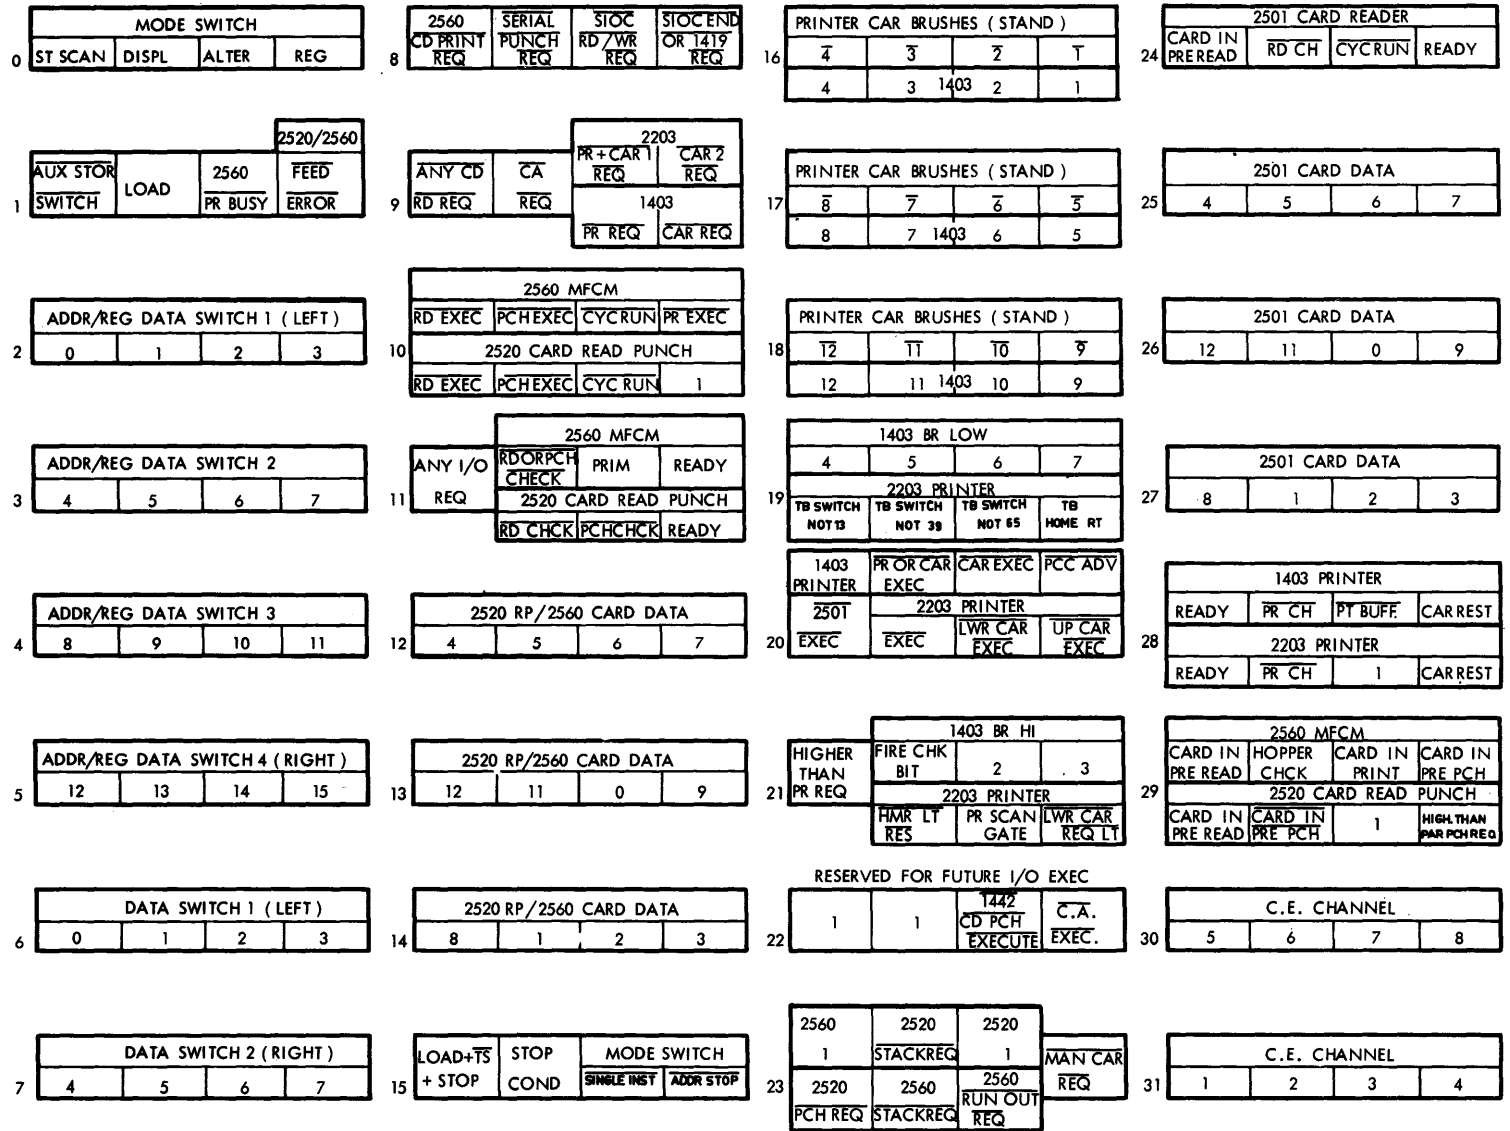 MODE SWITCH
0 ST SCAN DISPL ALTER REG
2520/2560
1 AUX STOR SWITCH LOAD 2560 PR BUSY FEED ERROR
ADDR/REG DATA SWITCH 1 ( LEFT )
2 0 1 2 3
ADDR/REG DATA SWITCH 2
3 4 5 6 7
ADDR/REG DATA SWITCH 3
4 8 9 10 11
ADDR/REG DATA SWITCH 4 ( RIGHT )
5 12 13 14 15
DATA SWITCH 1 ( LEFT )
6 0 1 2 3
DATA SWITCH 2 ( RIGHT )
7 4 5 6 7
8 2560 CD PRINT REQ SERIAL PUNCH REQ SIOC RD/WR REQ SIOC END OR 1419 REQ
2203
9 ANY CD RD REQ CA REQ PR + CAR 1 REQ CAR 2 REQ
1403
PR REQ CAR REQ
2560 MFCM
RD EXEC PCH EXEC CYC RUN PR EXEC
10 2520 CARD READ PUNCH
RD EXEC PCH EXEC CYC RUN 1
2560 MFCM
11 ANY I/O REQ RD OR PCH CHECK PRIM READY
2520 CARD READ PUNCH
RD CHCK PCHCHCK READY
2520 RP/2560 CARD DATA
12 4 5 6 7
2520 RP/2560 CARD DATA
13 12 11 0 9
2520 RP/2560 CARD DATA
14 8 1 2 3
15 LOAD+TS + STOP STOP COND MODE SWITCH
SINGLE INST ADDR STOP
PRINTER CAR BRUSHES ( STAND )
16 4 3 2 1
4 3 1403 2 1
PRINTER CAR BRUSHES ( STAND )
17 8 7 6 5
8 7 1403 6 5
PRINTER CAR BRUSHES ( STAND )
18 12 11 10 9
12 11 1403 10 9
1403 BR LOW
4 5 6 7
19 2203 PRINTER
TB SWITCH NOT 13 TB SWITCH NOT 39 TB SWITCH NOT 65 TB HOME RT
1403 PRINTER PR OR CAR EXEC CAR EXEC PCC ADV
20 2501 EXEC 2203 PRINTER
EXEC LWR CAR EXEC UP CAR EXEC
1403 BR HI
21 HIGHER THAN PR REQ FIRE CHK BIT 2 3
2203 PRINTER
HMR LT RES PR SCAN GATE LWR CAR REQ LT
RESERVED FOR FUTURE I/O EXEC
22 1 1 1442 CD PCH EXECUTE C.A. EXEC.
23 2560 1 2520 STACKREQ 2520 1 MAN CAR REQ
2520 PCH REQ 2560 STACKREQ 2560 RUN OUT REQ
2501 CARD READER
24 CARD IN PRE READ RD CH CYC RUN READY
2501 CARD DATA
25 4 5 6 7
2501 CARD DATA
26 12 11 0 9
2501 CARD DATA
27 8 1 2 3
1403 PRINTER
READY PR CH PT BUFF. CAR REST
28 2203 PRINTER
READY PR CH 1 CAR REST
2560 MFCM
CARD IN PRE READ HOPPER CHCK CARD IN PRINT CARD IN PRE PCH
29 2520 CARD READ PUNCH
CARD IN PRE READ CARD IN PRE PCH 1 HIGH. THAN PAR PCH REQ
C.E. CHANNEL
30 5 6 7 8
C.E. CHANNEL
31 1 2 3 4